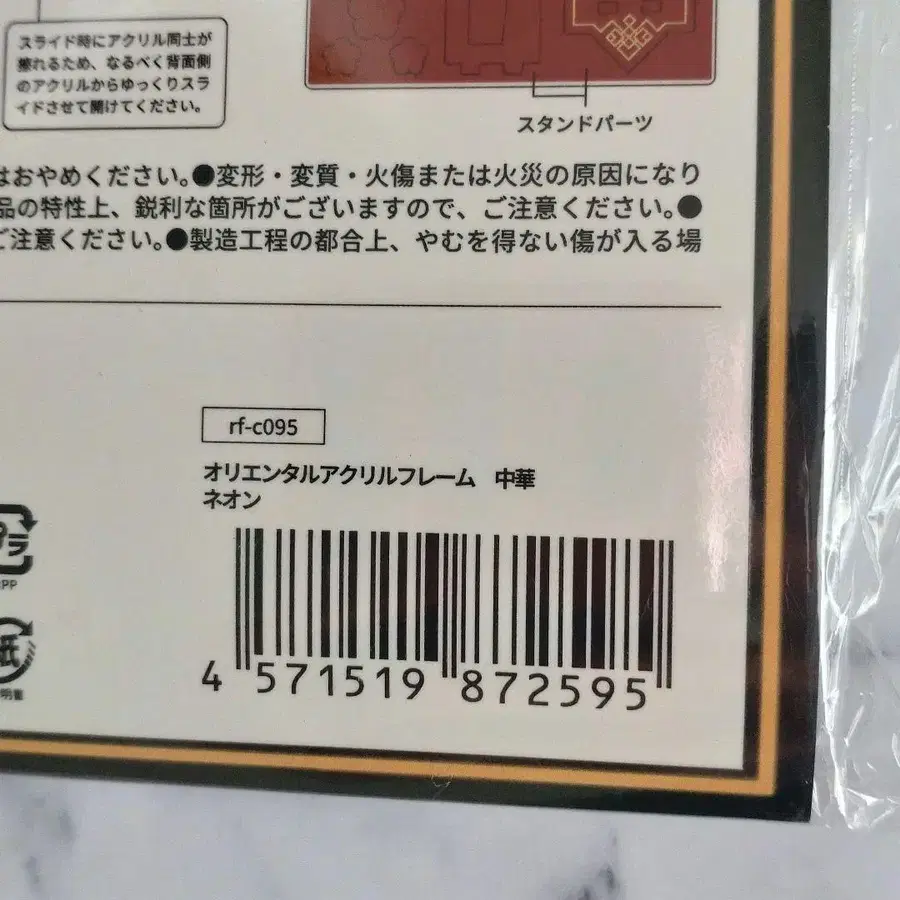 スライド時にアクリル同士が
擦れるため、なるべく背面側
のアクリルからゆっくりスラ
イドさせて開けてください。
スタンドパーツ
はおやめください。●変形・変質・火傷または火災の原因になり
品の特性上、鋭利な箇所がございますので、ご注意ください。●
ご注意ください。●製造工程の都合上、やむを得ない傷が入る場
rf-c095
オリエンタルアクリルフレーム 中華
ネオン
プラ
PP
紙
4 571519 872595